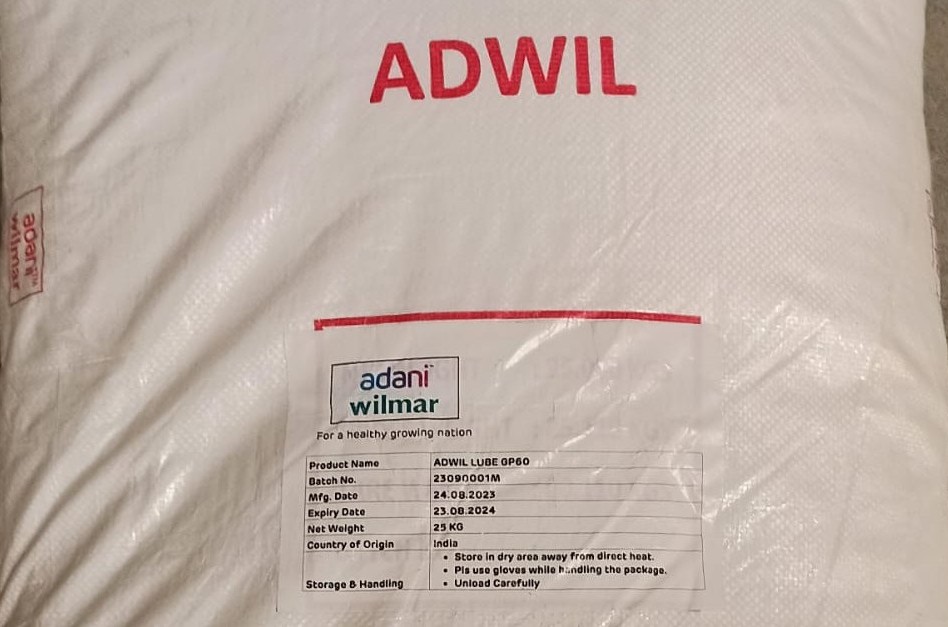 ADWIL
adani™
wilmar
adani™
wilmar
For a healthy growing nation
Product Name ADWIL LUBE GP60
Batch No. 23090001M
Mfg. Date 24.08.2023
Expiry Date 23.08.2024
Net Weight 25 KG
Country of Origin India
• Store in dry area away from direct heat.
• Pls use gloves while handling the package.
Storage & Handling • Unload Carefully